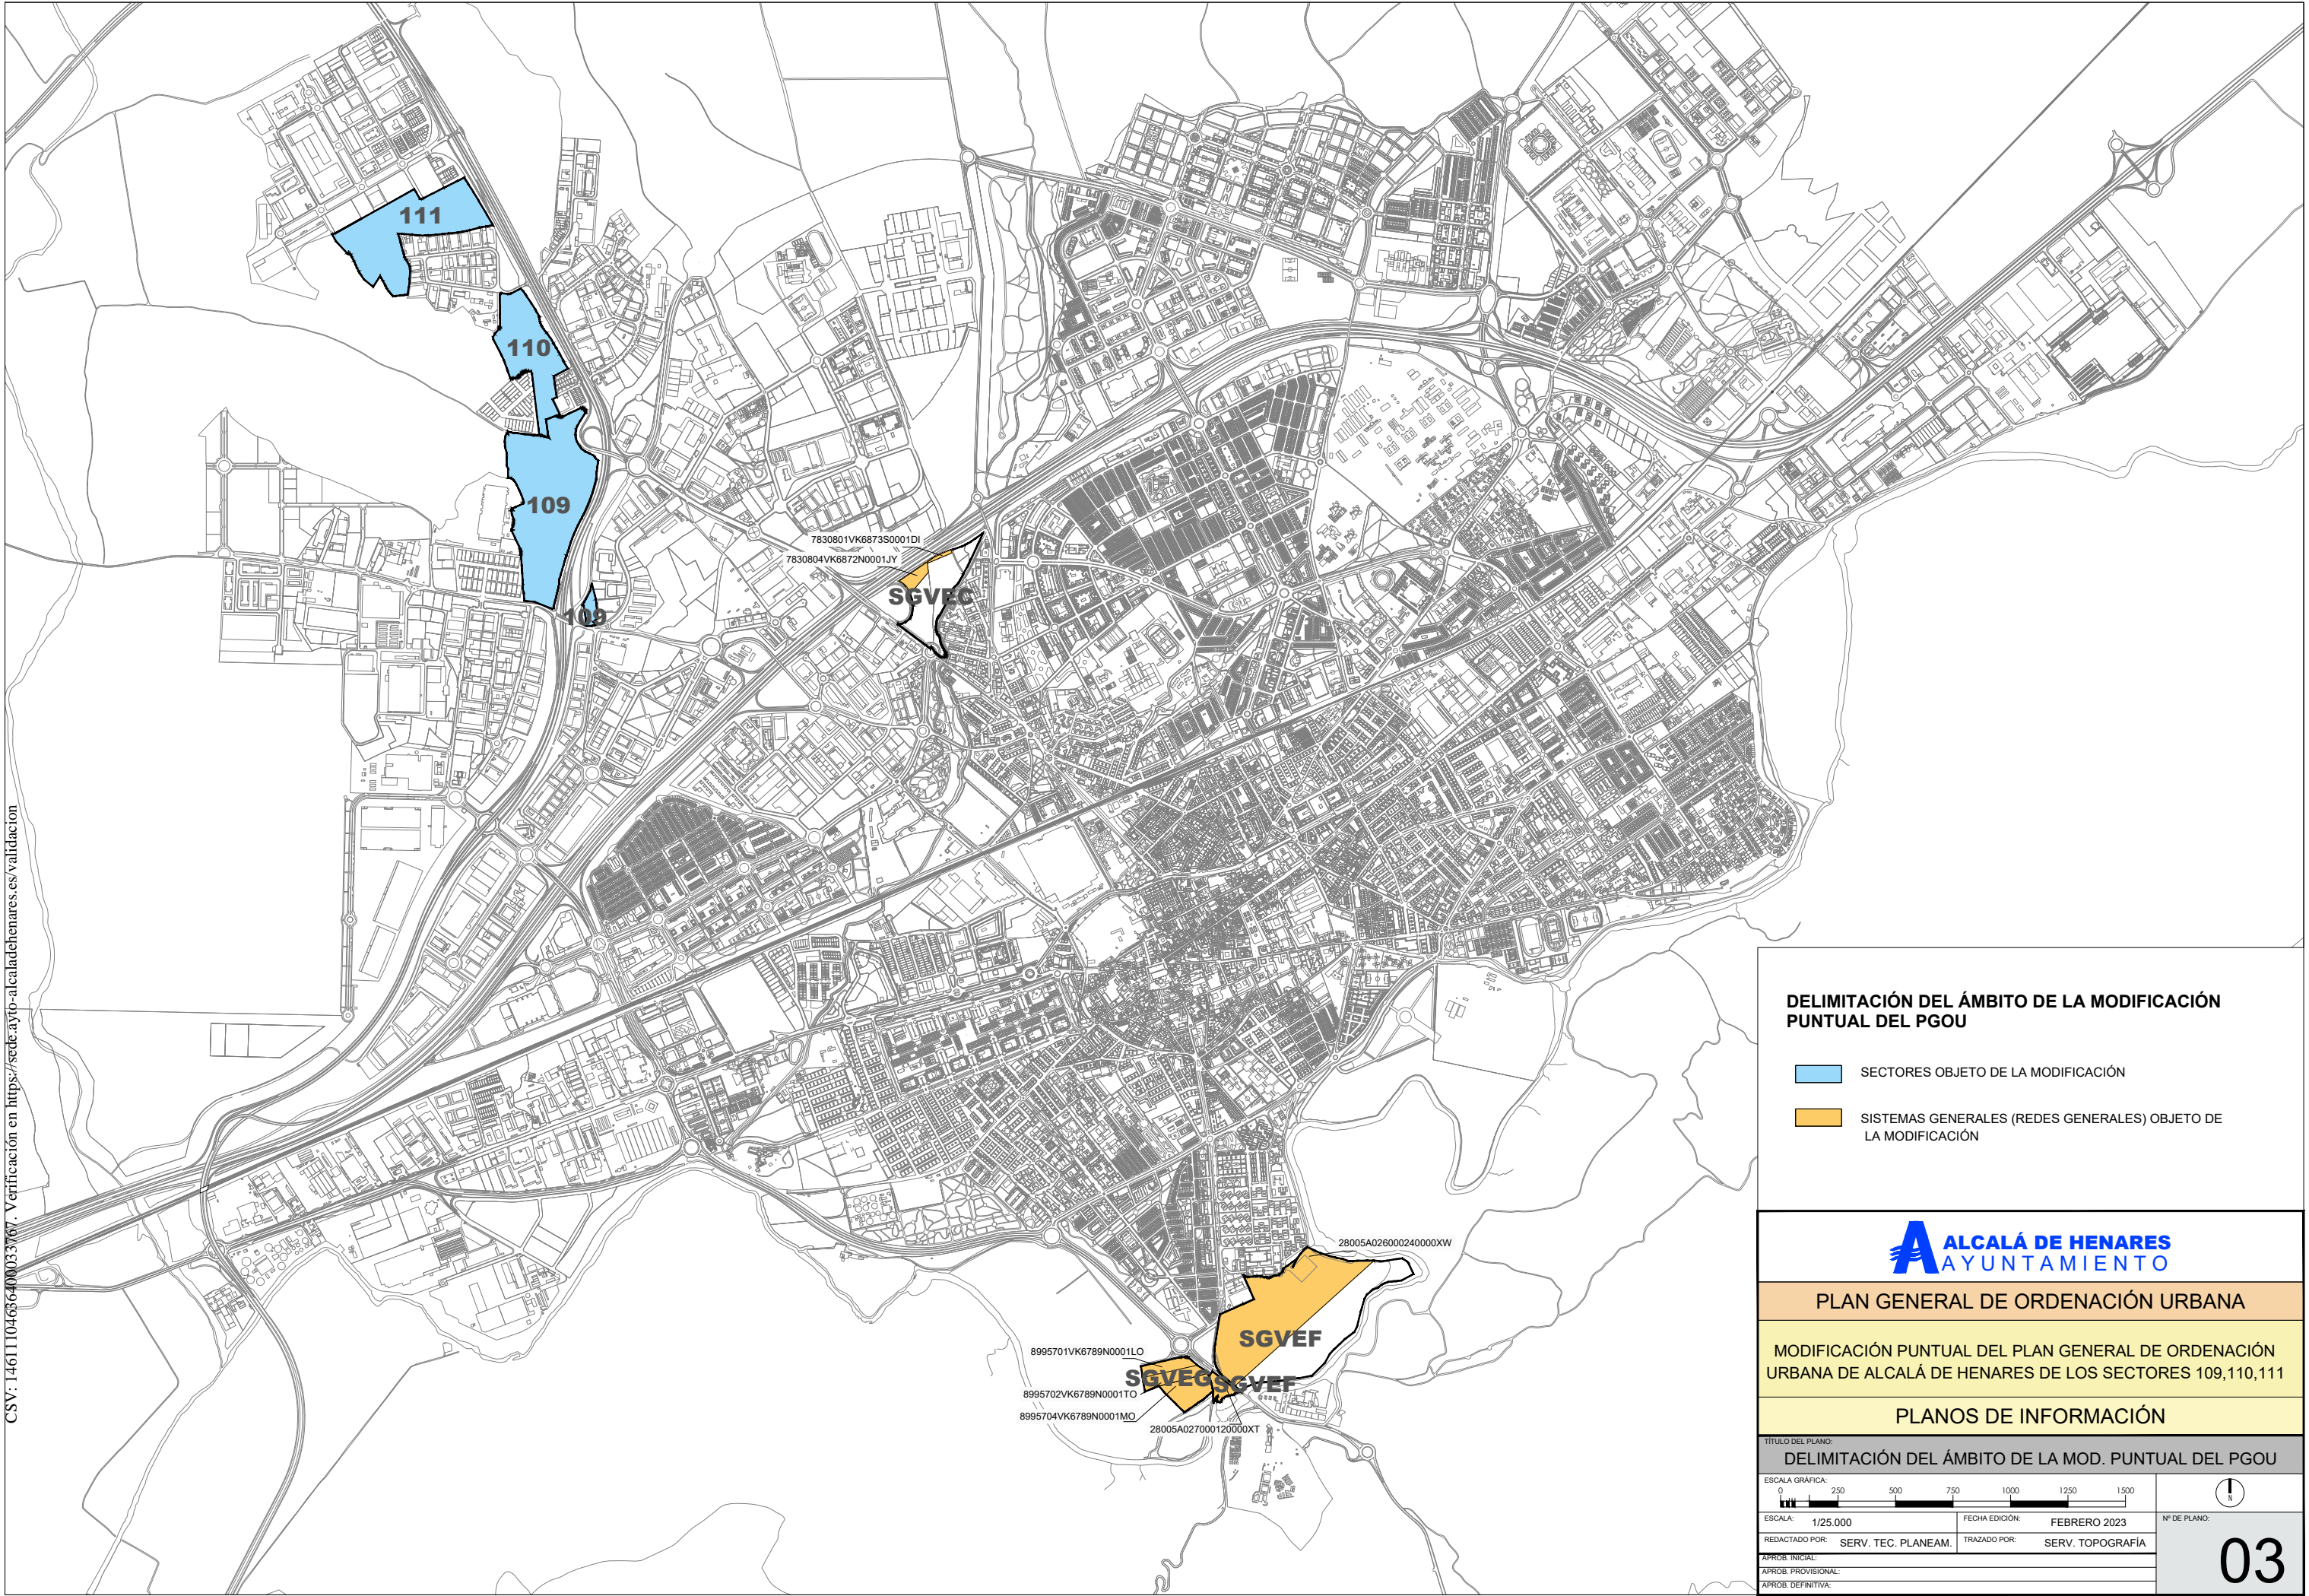 111
110
109
109
7830801VK6873S0001DI
7830804VK6872N0001JY
SGVEC
28005A026000240000XW
SGVEF
8995701VK6789N0001LO
SGVEG
SGVEF
8995702VK6789N0001TO
8995704VK6789N0001MO
28005A027000120000XT
CSV: 14611104636400033767. Verificación en https://sede.ayto-alcaladehenares.es/validacion
DELIMITACIÓN DEL ÁMBITO DE LA MODIFICACIÓN
PUNTUAL DEL PGOU
SECTORES OBJETO DE LA MODIFICACIÓN
SISTEMAS GENERALES (REDES GENERALES) OBJETO DE
LA MODIFICACIÓN
ALCALÁ DE HENARES
AYUNTAMIENTO
PLAN GENERAL DE ORDENACIÓN URBANA
MODIFICACIÓN PUNTUAL DEL PLAN GENERAL DE ORDENACIÓN
URBANA DE ALCALÁ DE HENARES DE LOS SECTORES 109,110,111
PLANOS DE INFORMACIÓN
TÍTULO DEL PLANO:
DELIMITACIÓN DEL ÁMBITO DE LA MOD. PUNTUAL DEL PGOU
ESCALA GRÁFICA:
0 250 500 750 1000 1250 1500
N
ESCALA: 1/25.000
FECHA EDICIÓN: FEBRERO 2023
Nº DE PLANO:
REDACTADO POR: SERV. TEC. PLANEAM.
TRAZADO POR: SERV. TOPOGRAFÍA
03
APROB. INICIAL:
APROB. PROVISIONAL:
APROB. DEFINITIVA: